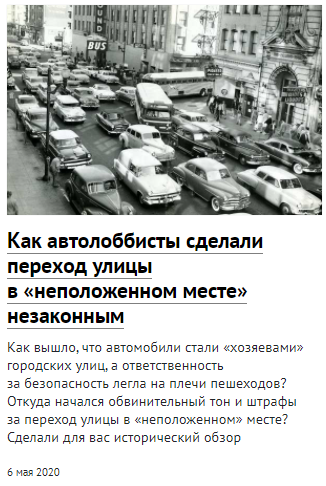 BUS
Как автолоббисты сделали
переход улицы
в «неположенном месте»
незаконным
Как вышло, что автомобили стали «хозяевами»
городских улиц, а ответственность
за безопасность легла на плечи пешеходов?
Откуда начался обвинительный тон и штрафы
за переход улицы в «неположенном» месте?
Сделали для вас исторический обзор
6 мая 2020